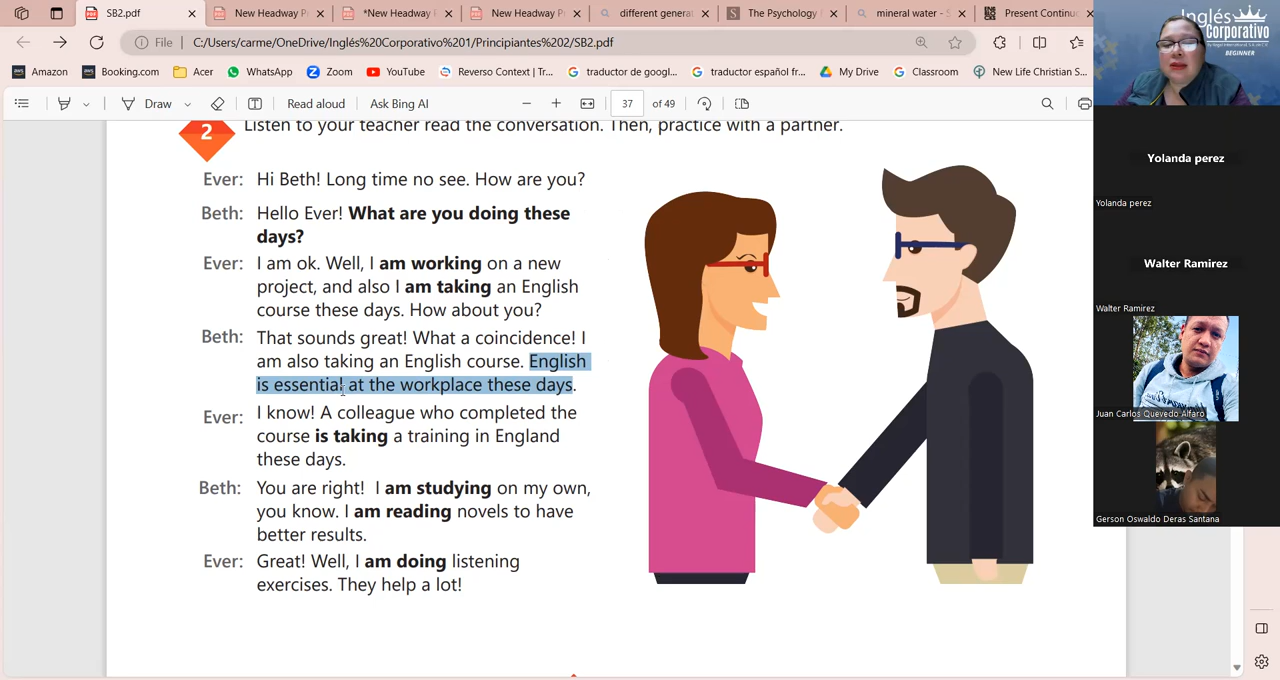 SB2.pdf
New Headway Pr
*New Headway Pr
New Headway Pr
different genera
The Psychology
mineral water - S
Present Continu
File
C:/Users/carme/OneDrive/Inglés%20Corporativo%201/Principiantes%202/SB2.pdf
Amazon
Booking.com
Acer
WhatsApp
Zoom
YouTube
Reverso Context | Tr...
traductor de googl...
traductor español fr...
My Drive
Classroom
New Life Christian S...
Draw
Read aloud
Ask Bing AI
37
of 49
2
Listen to your teacher read the conversation. Then, practice with a partner.
Ever: Hi Beth! Long time no see. How are you?
Beth: Hello Ever! What are you doing these
days?
Ever: I am ok. Well, I am working on a new
project, and also I am taking an English
course these days. How about you?
Beth: That sounds great! What a coincidence! I
am also taking an English course. English
is essential at the workplace these days.
Ever: I know! A colleague who completed the
course is taking a training in England
these days.
Beth: You are right!  I am studying on my own,
you know. I am reading novels to have
better results.
Ever: Great! Well, I am doing listening
exercises. They help a lot!
Inglés
Corporativo
BEGINNER
Yolanda perez
Yolanda perez
Walter Ramirez
Walter Ramirez
Juan Carlos Quevedo Alfaro
Gerson Oswaldo Deras Santana